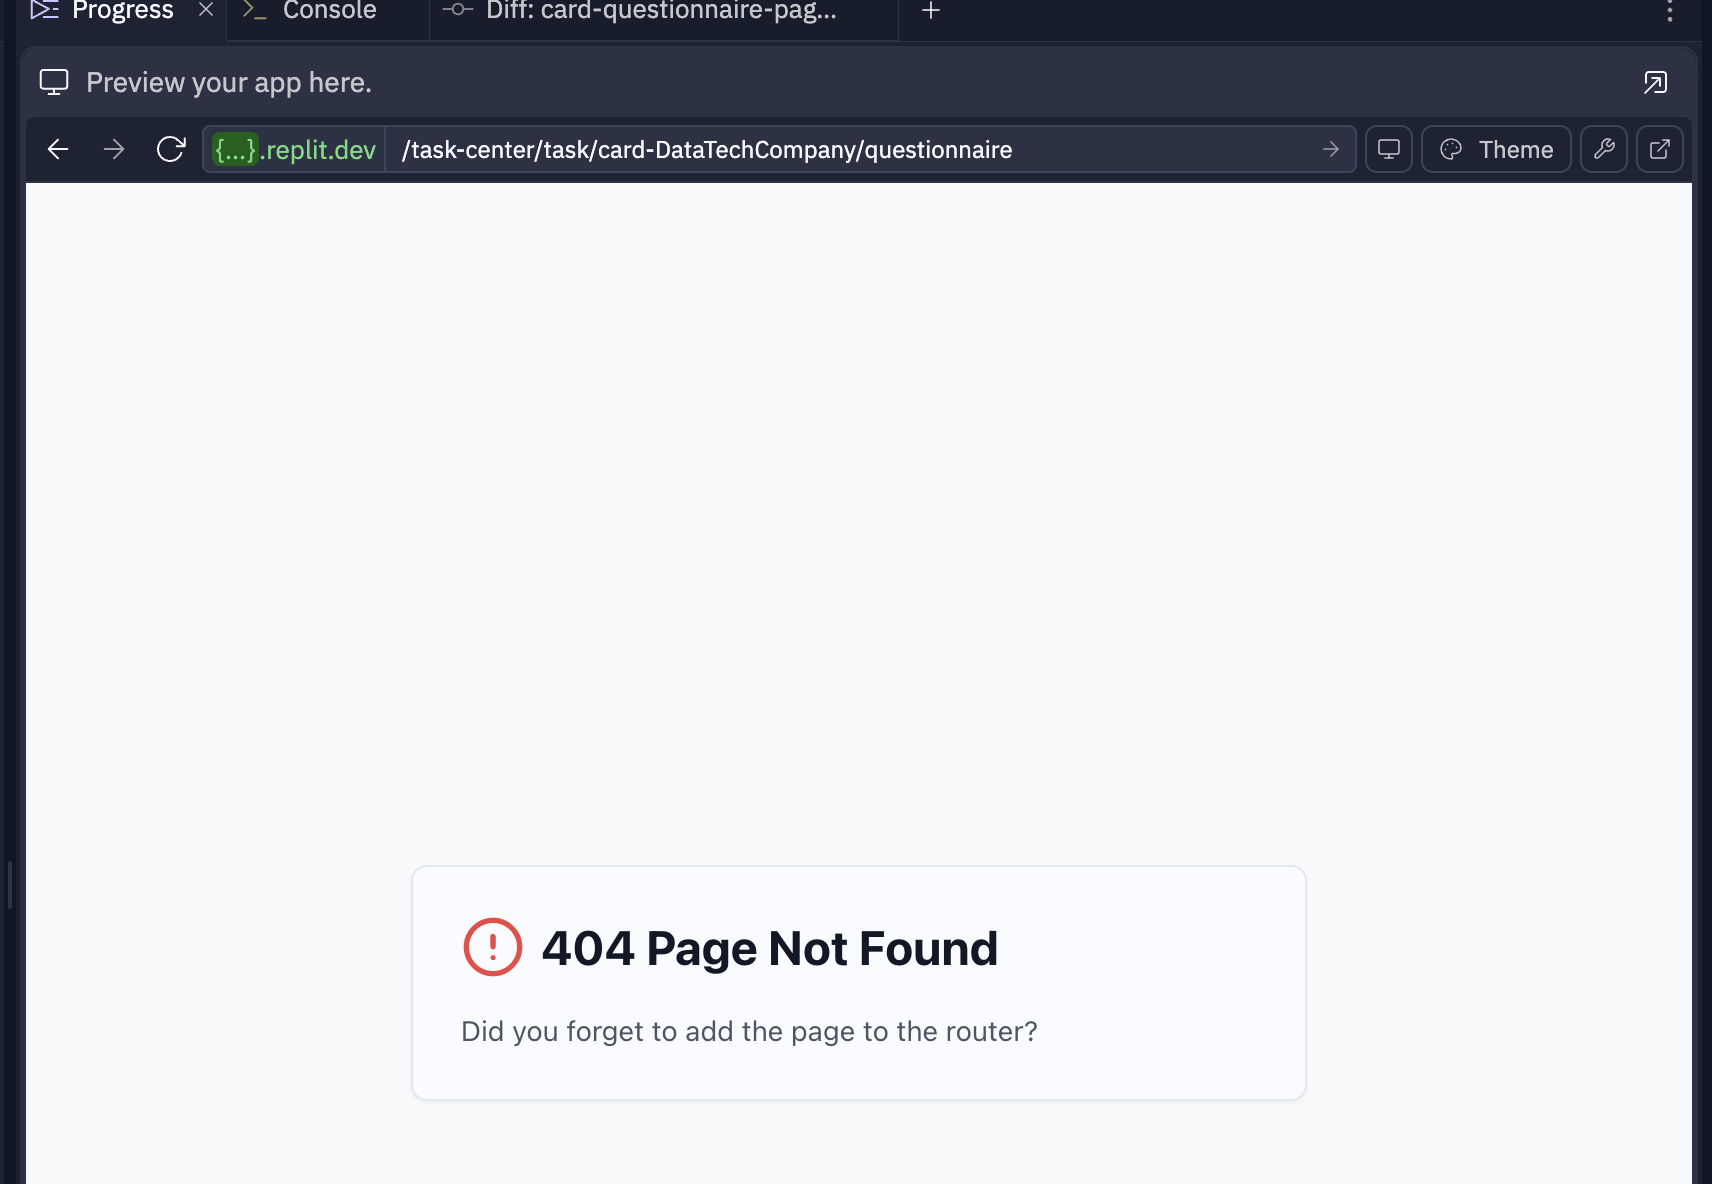 Progress
Console
Diff: card-questionnaire-pag...
Preview your app here.
{...}.replit.dev
/task-center/task/card-DataTechCompany/questionnaire
Theme
404 Page Not Found
Did you forget to add the page to the router?